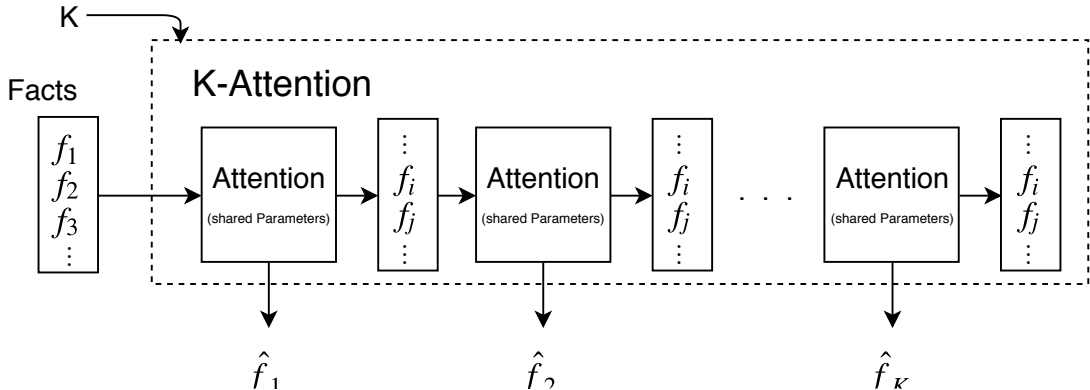 K
K-Attention
Facts
f₁
f₂
f₃
⋮
Attention
(shared Parameters)
⋮
fᵢ
fⱼ
⋮
Attention
(shared Parameters)
⋮
fᵢ
fⱼ
⋮
. . .
Attention
(shared Parameters)
⋮
fᵢ
fⱼ
⋮
f̂₁
f̂₂
f̂_K